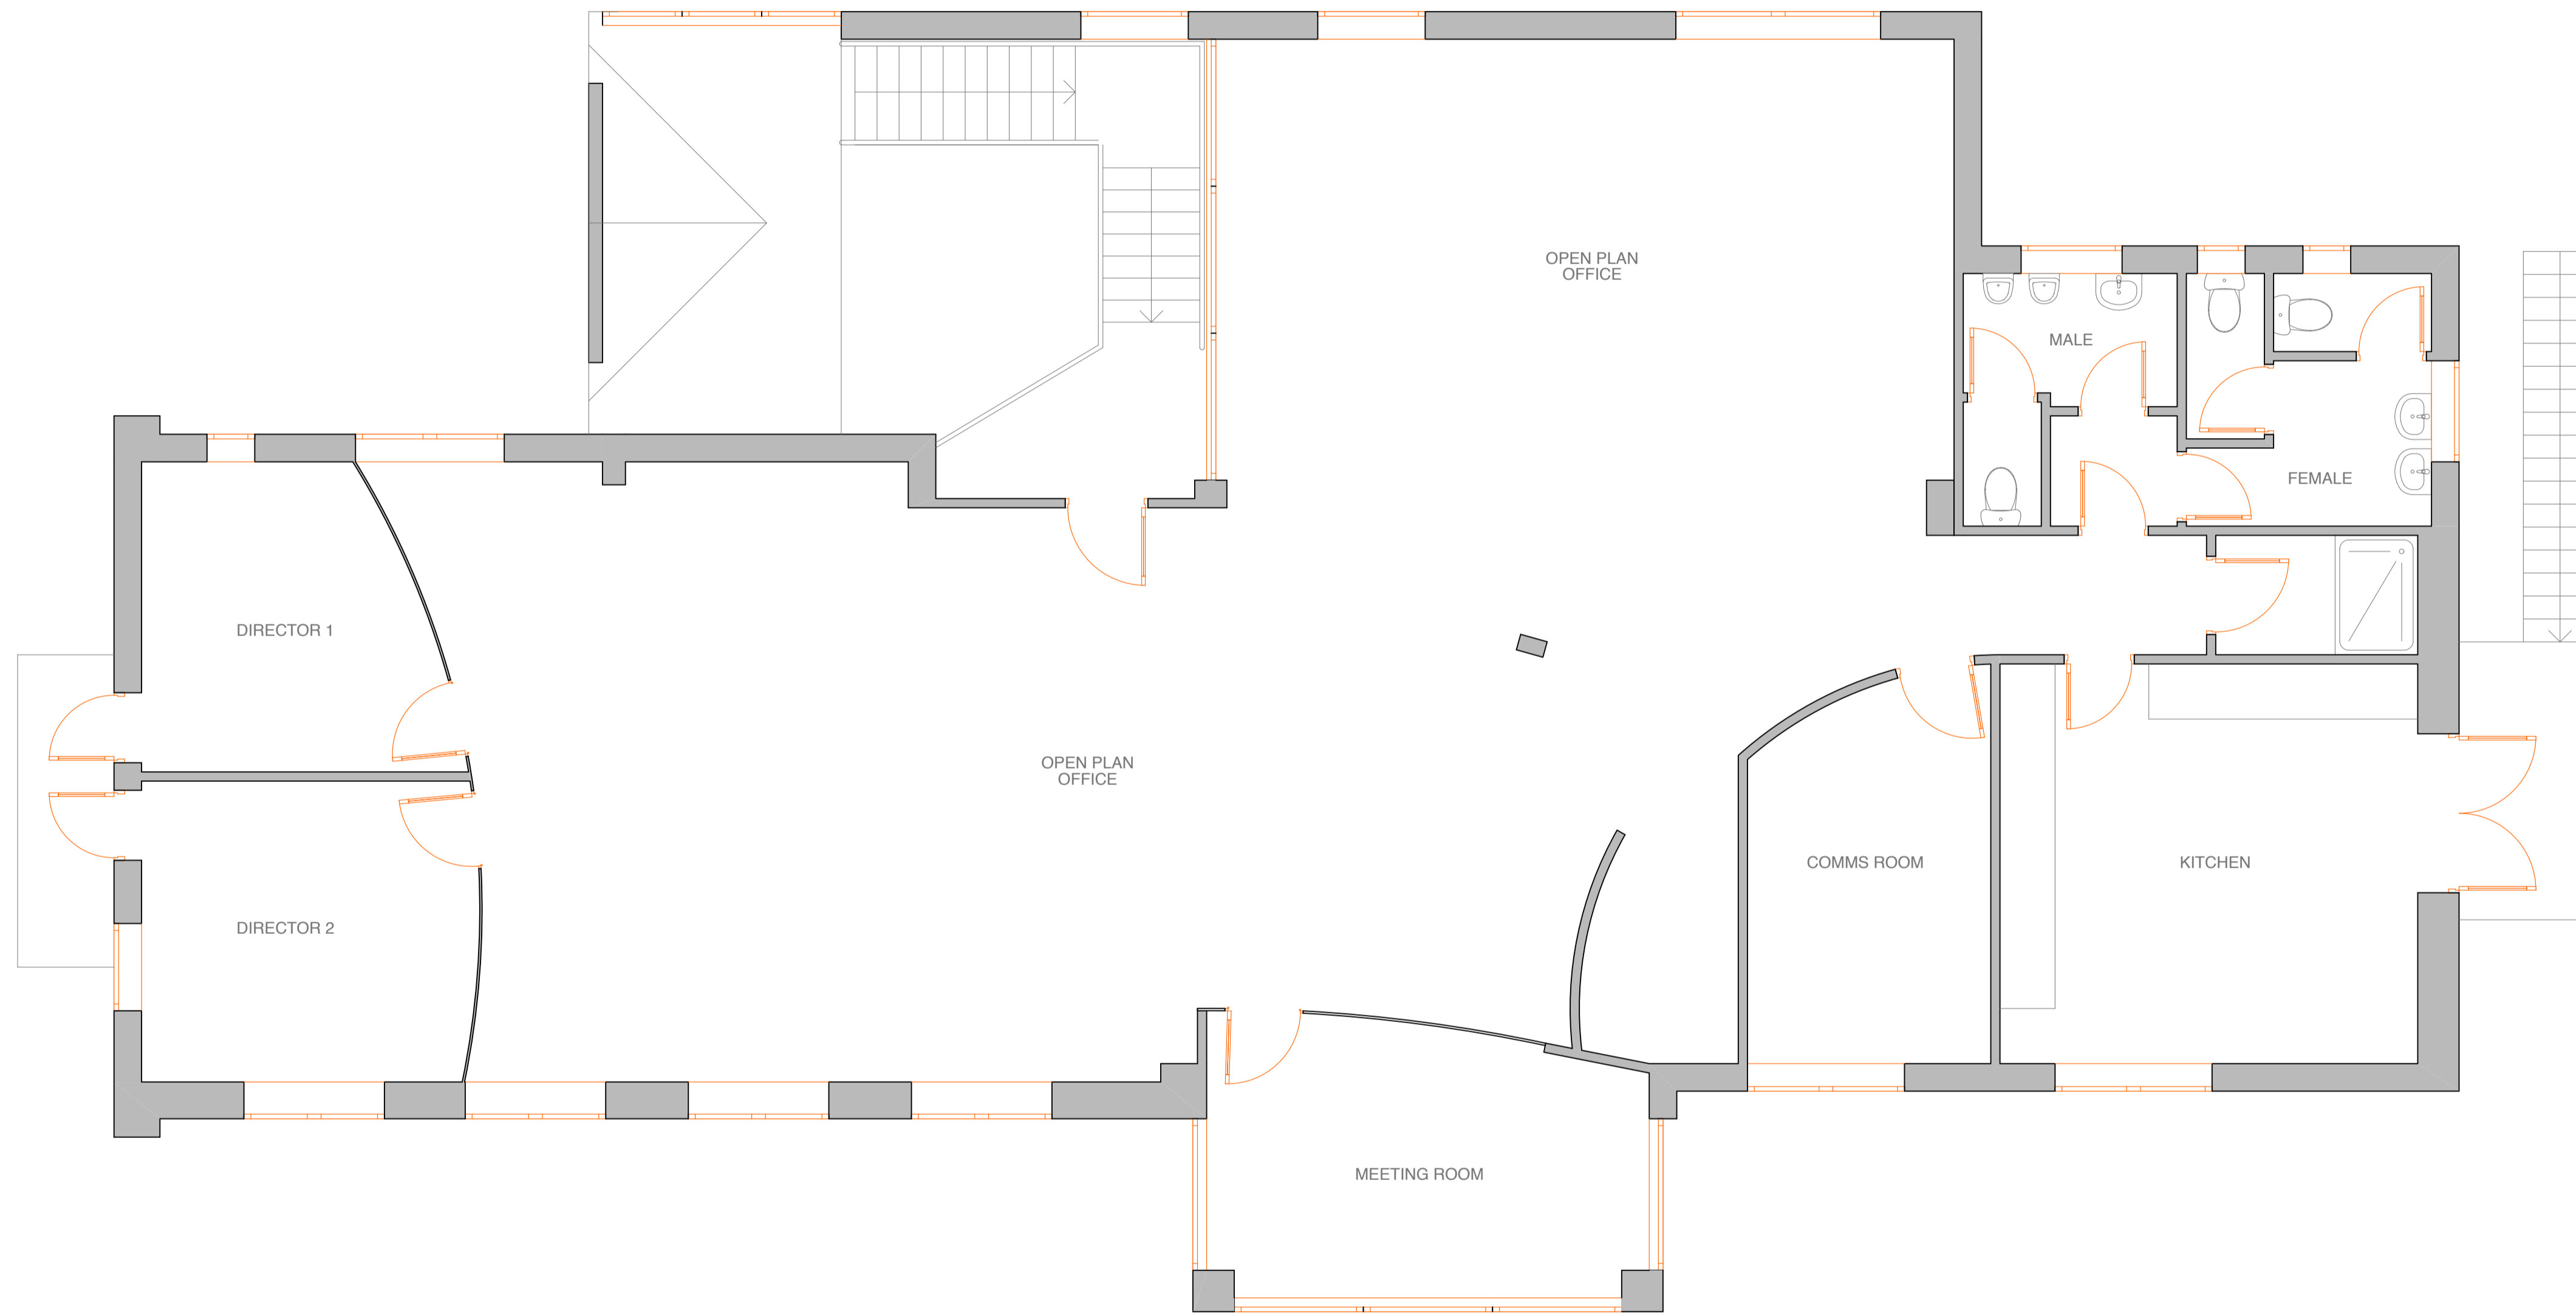 OPEN PLAN
OFFICE
MALE
FEMALE
DIRECTOR 1
OPEN PLAN
OFFICE
COMMS ROOM
KITCHEN
DIRECTOR 2
MEETING ROOM